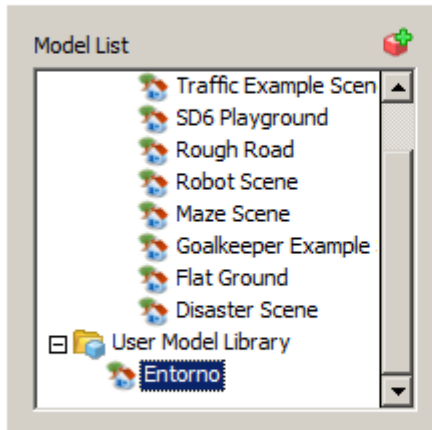 Model List
Traffic Example Scen
SD6 Playground
Rough Road
Robot Scene
Maze Scene
Goalkeeper Example
Flat Ground
Disaster Scene
User Model Library
Entorno